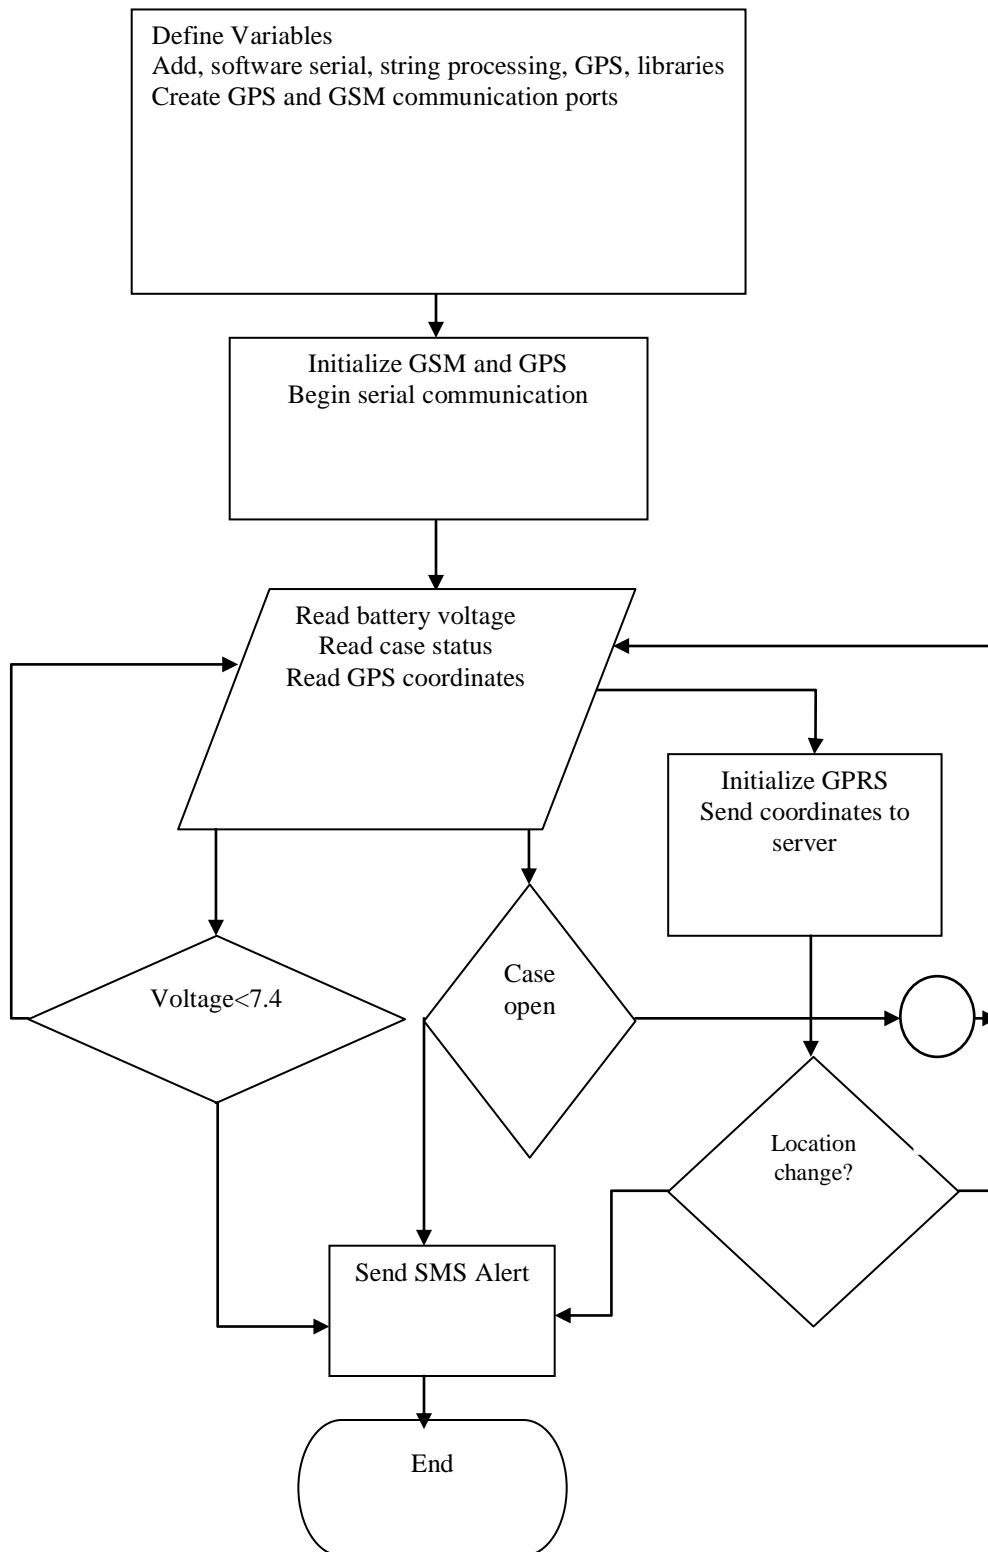 Define Variables
Add, software serial, string processing, GPS, libraries
Create GPS and GSM communication ports
Initialize GSM and GPS
Begin serial communication
Read battery voltage
Read case status
Read GPS coordinates
Initialize GPRS
Send coordinates to
server
Voltage<7.4
Case
open
Location
change?
Send SMS Alert
End